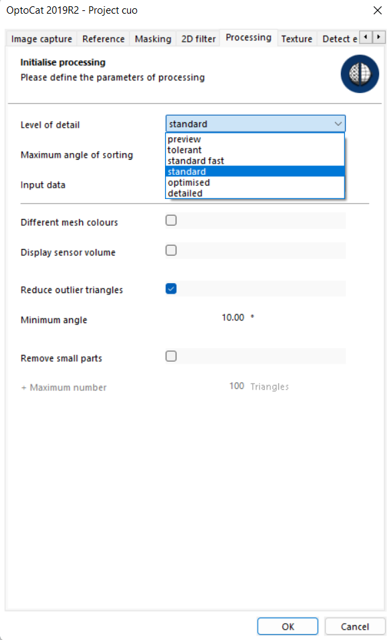 OptoCat 2019R2 - Project cuo
Image capture Reference Masking 2D filter Processing Texture Detect e
Initialise processing
Please define the parameters of processing
Level of detail standard
preview
tolerant
Maximum angle of sorting standard fast
standard
Input data optimised
detailed
Different mesh colours
Display sensor volume
Reduce outlier triangles
Minimum angle 10.00 °
Remove small parts
- Maximum number 100 Triangles
OK Cancel